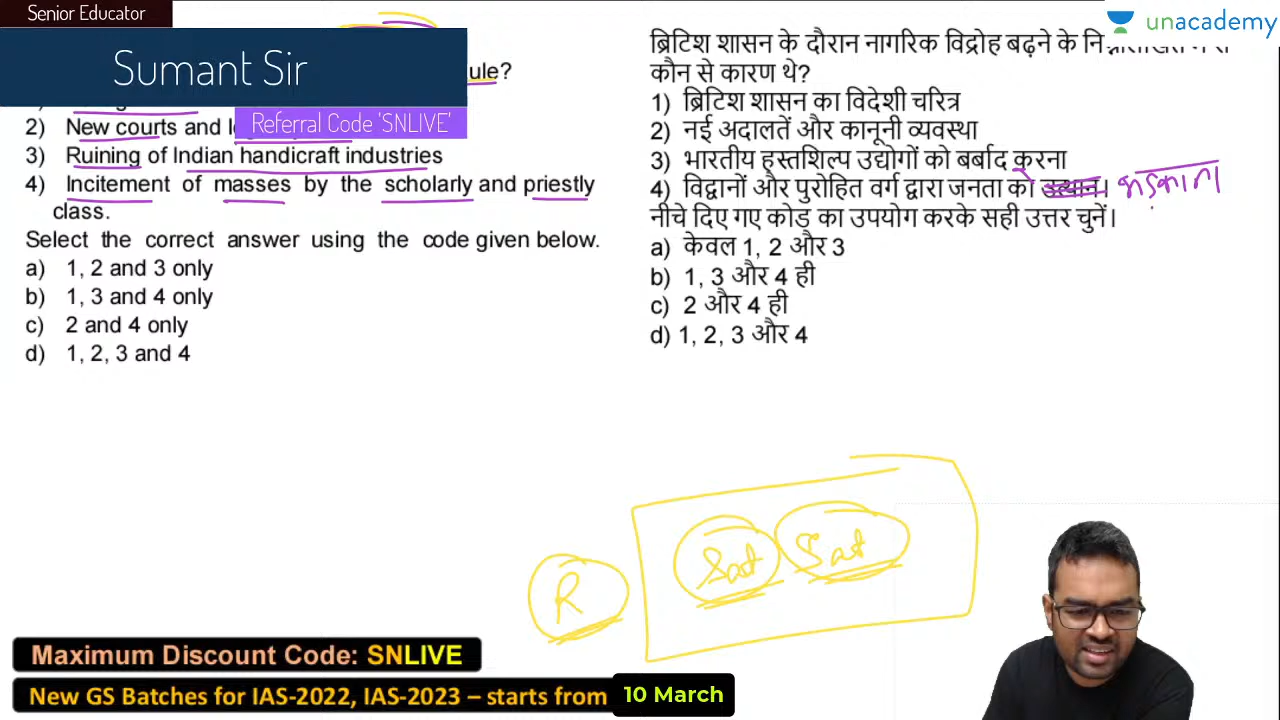 Senior Educator
Sumant Sir
Referral Code 'SNLIVE'
ule?
2) New courts and
3) Ruining of Indian handicraft industries
4) Incitement of masses by the scholarly and priestly
class.
Select the correct answer using the code given below.
a) 1, 2 and 3 only
b) 1, 3 and 4 only
c) 2 and 4 only
d) 1, 2, 3 and 4
unacademy
ब्रिटिश शासन के दौरान नागरिक विद्रोह बढ़ने के
कौन से कारण थे?
1) ब्रिटिश शासन का विदेशी चरित्र
2) नई अदालतें और कानूनी व्यवस्था
3) भारतीय हस्तशिल्प उद्योगों को बर्बाद करना
4) विद्वानों और पुरोहित वर्ग द्वारा जनता को उत्थान। भड़काना
नीचे दिए गए कोड का उपयोग करके सही उत्तर चुनें।
a) केवल 1, 2 और 3
b) 1, 3 और 4 ही
c) 2 और 4 ही
d) 1, 2, 3 और 4
R Sat Sat
Maximum Discount Code: SNLIVE
New GS Batches for IAS-2022, IAS-2023 – starts from 10 March